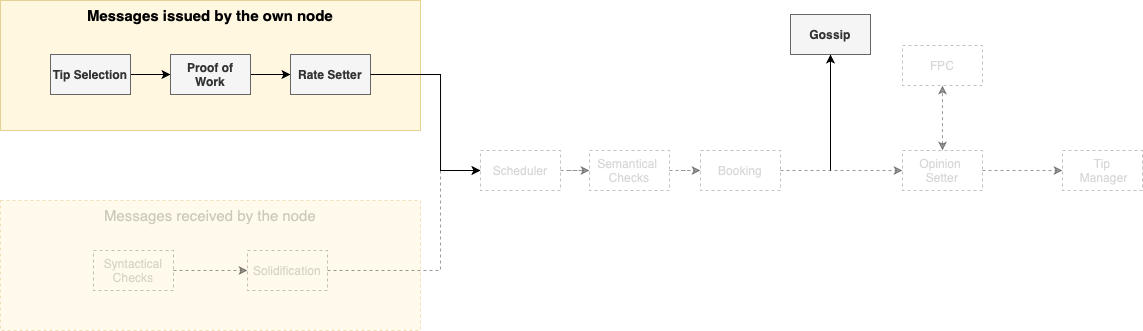 Messages issued by the own node
Gossip
Tip Selection
Proof of
Work
Rate Setter
FPC
Scheduler
Semantical
Checks
Booking
Opinion
Setter
Tip
Manager
Messages received by the node
Syntactical
Checks
Solidification